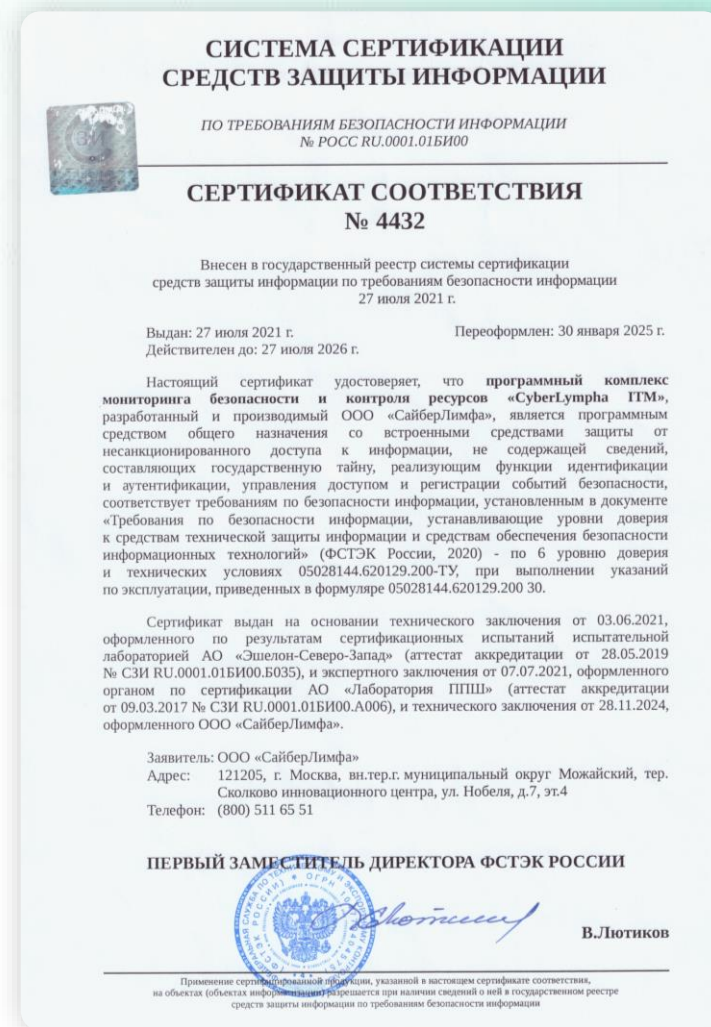 СИСТЕМА СЕРТИФИКАЦИИ
СРЕДСТВ ЗАЩИТЫ ИНФОРМАЦИИ
ПО ТРЕБОВАНИЯМ БЕЗОПАСНОСТИ ИНФОРМАЦИИ
№ РОСС RU.0001.01БИ00
СЕРТИФИКАТ СООТВЕТСТВИЯ
№ 4432
Внесен в государственный реестр системы сертификации
средств защиты информации по требованиям безопасности информации
27 июля 2021 г.
Выдан: 27 июля 2021 г. Переоформлен: 30 января 2025 г.
Действителен до: 27 июля 2026 г.
Настоящий сертификат удостоверяет, что программный комплекс
мониторинга безопасности и контроля ресурсов «CyberLympha ITM»,
разработанный и производимый ООО «СайберЛимфа», является программным
средством общего назначения со встроенными средствами защиты от
несанкционированного доступа к информации, не содержащей сведений,
составляющих государственную тайну, реализующим функции идентификации
и аутентификации, управления доступом и регистрации событий безопасности,
соответствует требованиям по безопасности информации, установленным в документе
«Требования по безопасности информации, устанавливающие уровни доверия
к средствам технической защиты информации и средствам обеспечения безопасности
информационных технологий» (ФСТЭК России, 2020) - по 6 уровню доверия
и технических условиях 05028144.620129.200-ТУ, при выполнении указаний
по эксплуатации, приведенных в формуляре 05028144.620129.200 30.
Сертификат выдан на основании технического заключения от 03.06.2021,
оформленного по результатам сертификационных испытаний испытательной
лабораторией АО «Эшелон-Северо-Запад» (аттестат аккредитации от 28.05.2019
№ СЗИ RU.0001.01БИ00.Б035), и экспертного заключения от 07.07.2021, оформленного
органом по сертификации АО «Лаборатория ППШ» (аттестат аккредитации
от 09.03.2017 № СЗИ RU.0001.01БИ00.А006), и технического заключения от 28.11.2024,
оформленного ООО «СайберЛимфа».
Заявитель: ООО «СайберЛимфа»
Адрес: 121205, г. Москва, вн.тер.г. муниципальный округ Можайский, тер.
Сколково инновационного центра, ул. Нобеля, д.7, эт.4
Телефон: (800) 511 65 51
ПЕРВЫЙ ЗАМЕСТИТЕЛЬ ДИРЕКТОРА ФСТЭК РОССИИ
В.Лютиков
Применение сертифицированной продукции, указанной в настоящем сертификате соответствия,
на объектах (объектах информатизации) разрешается при наличии сведений о ней в государственном реестре
средств защиты информации по требованиям безопасности информации